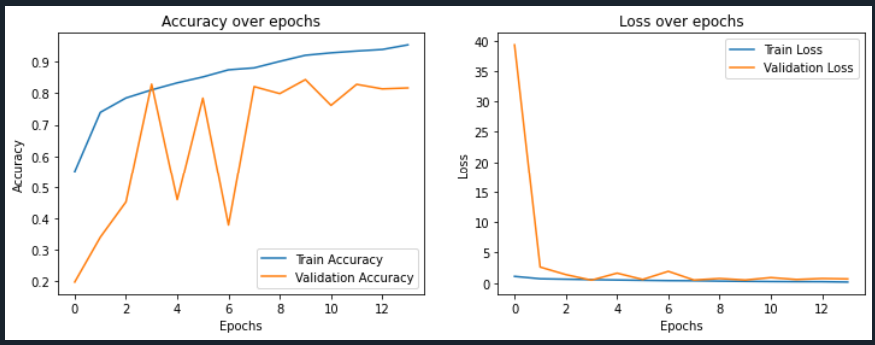 Accuracy over epochs
0.9
0.8
0.7
0.6
0.5
0.4
0.3
0.2
Accuracy
Train Accuracy
Validation Accuracy
0 2 4 6 8 10 12
Epochs
Loss over epochs
40
35
30
25
20
15
10
5
0
Loss
Train Loss
Validation Loss
0 2 4 6 8 10 12
Epochs